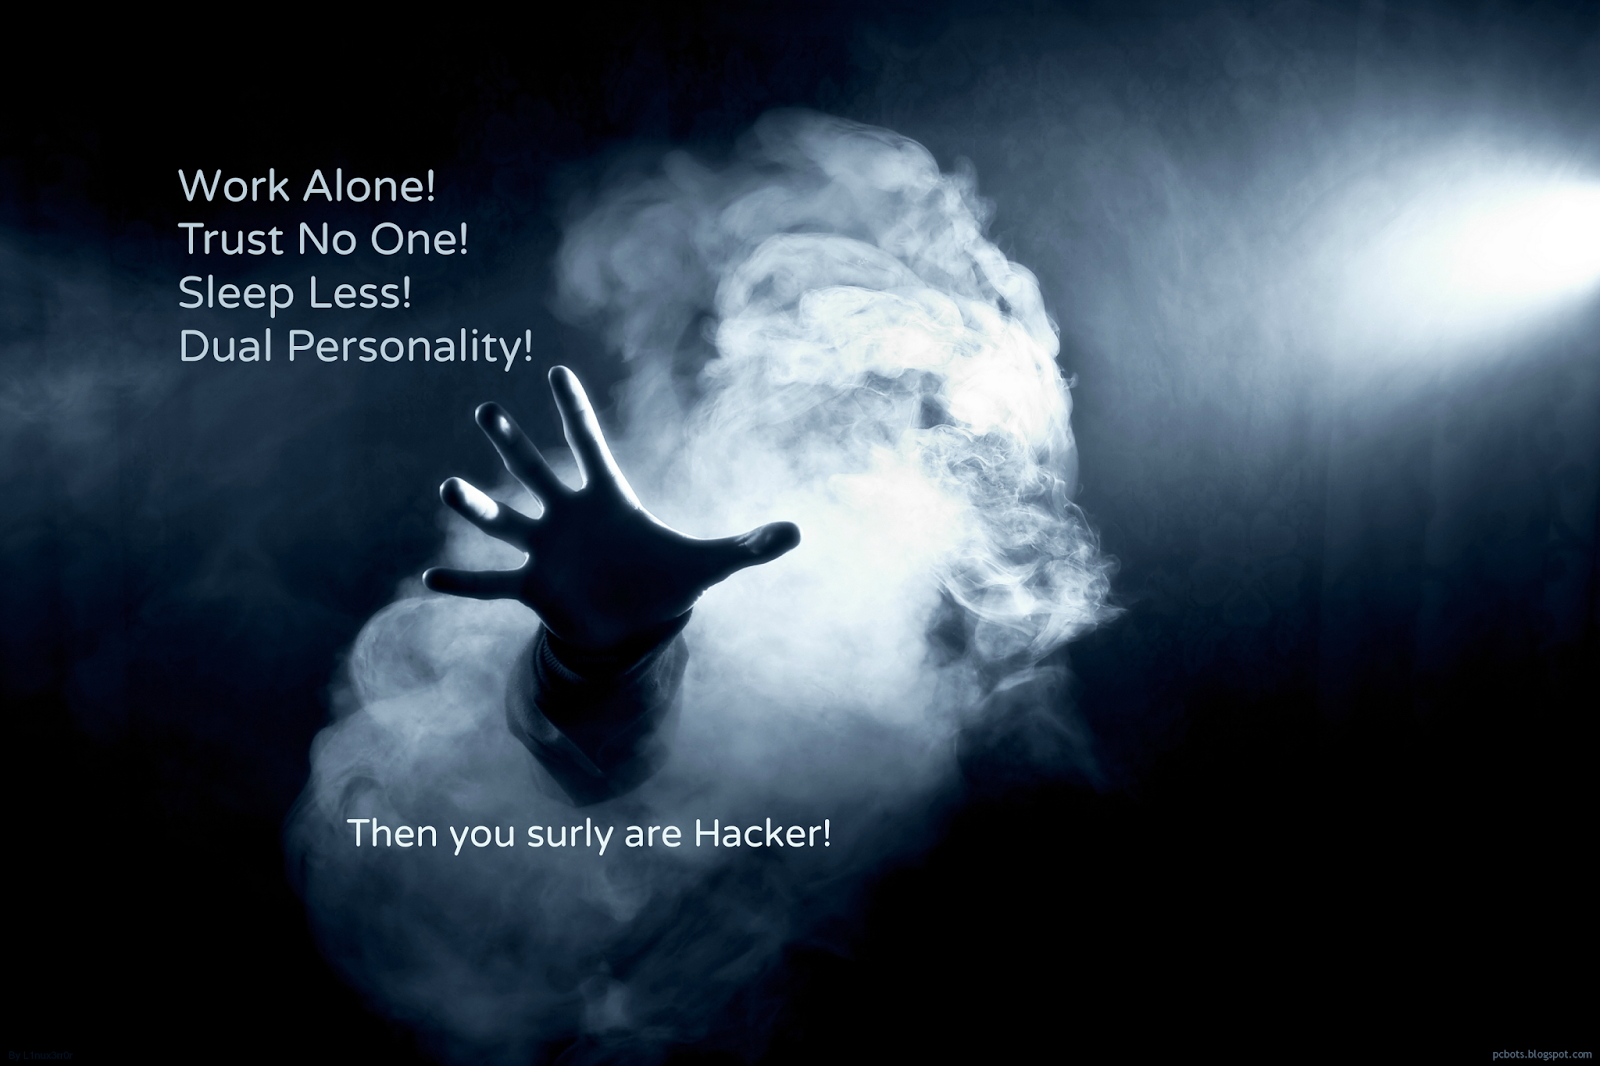 Work Alone!
Trust No One!
Sleep Less!
Dual Personality!
Then you surly are Hacker!
pcbots.blogspot.com